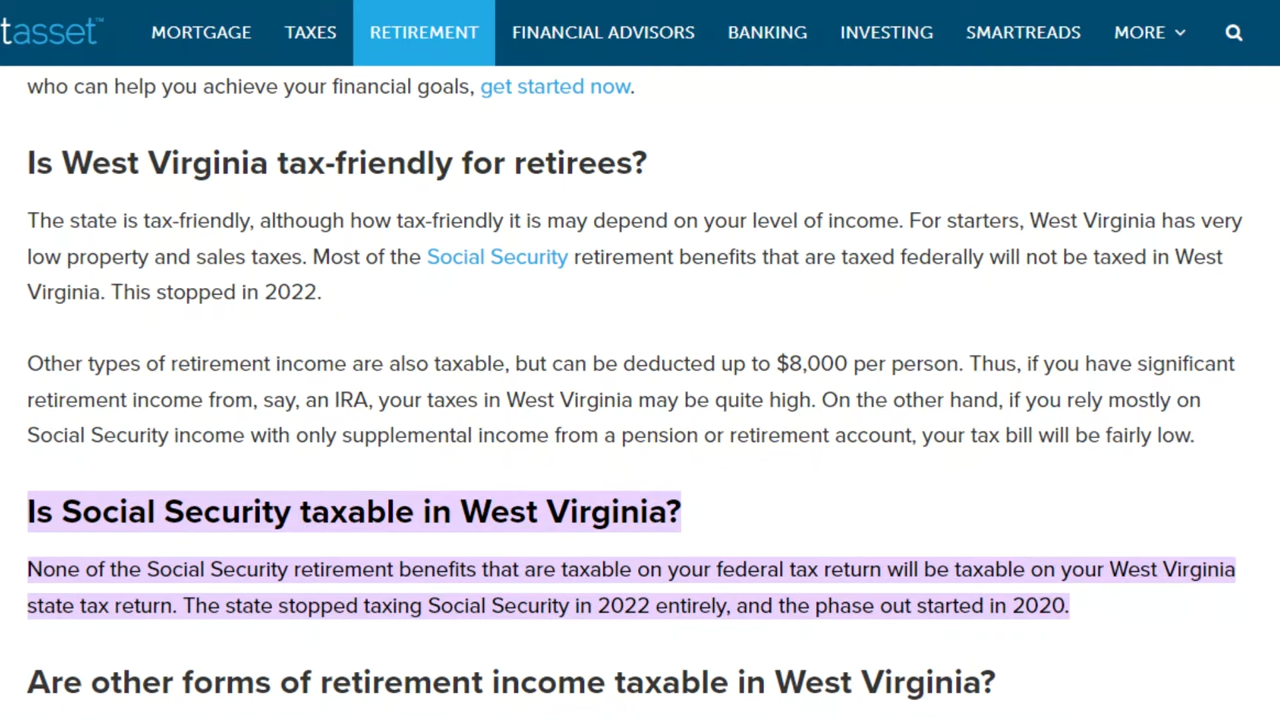 tasset™ MORTGAGE TAXES RETIREMENT FINANCIAL ADVISORS BANKING INVESTING SMARTREADS MORE
who can help you achieve your financial goals, get started now.
Is West Virginia tax-friendly for retirees?
The state is tax-friendly, although how tax-friendly it is may depend on your level of income. For starters, West Virginia has very
low property and sales taxes. Most of the Social Security retirement benefits that are taxed federally will not be taxed in West
Virginia. This stopped in 2022.
Other types of retirement income are also taxable, but can be deducted up to $8,000 per person. Thus, if you have significant
retirement income from, say, an IRA, your taxes in West Virginia may be quite high. On the other hand, if you rely mostly on
Social Security income with only supplemental income from a pension or retirement account, your tax bill will be fairly low.
Is Social Security taxable in West Virginia?
None of the Social Security retirement benefits that are taxable on your federal tax return will be taxable on your West Virginia
state tax return. The state stopped taxing Social Security in 2022 entirely, and the phase out started in 2020.
Are other forms of retirement income taxable in West Virginia?